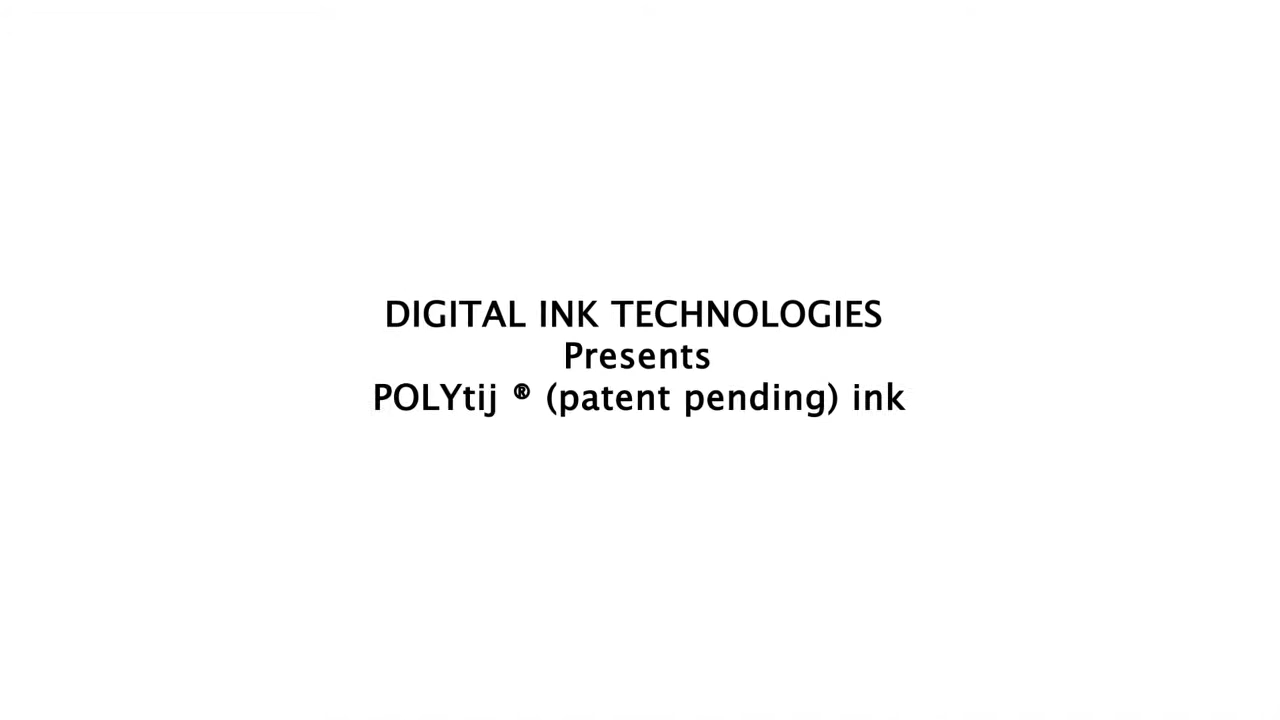 DIGITAL INK TECHNOLOGIES
Presents
POLYtij ® (patent pending) ink